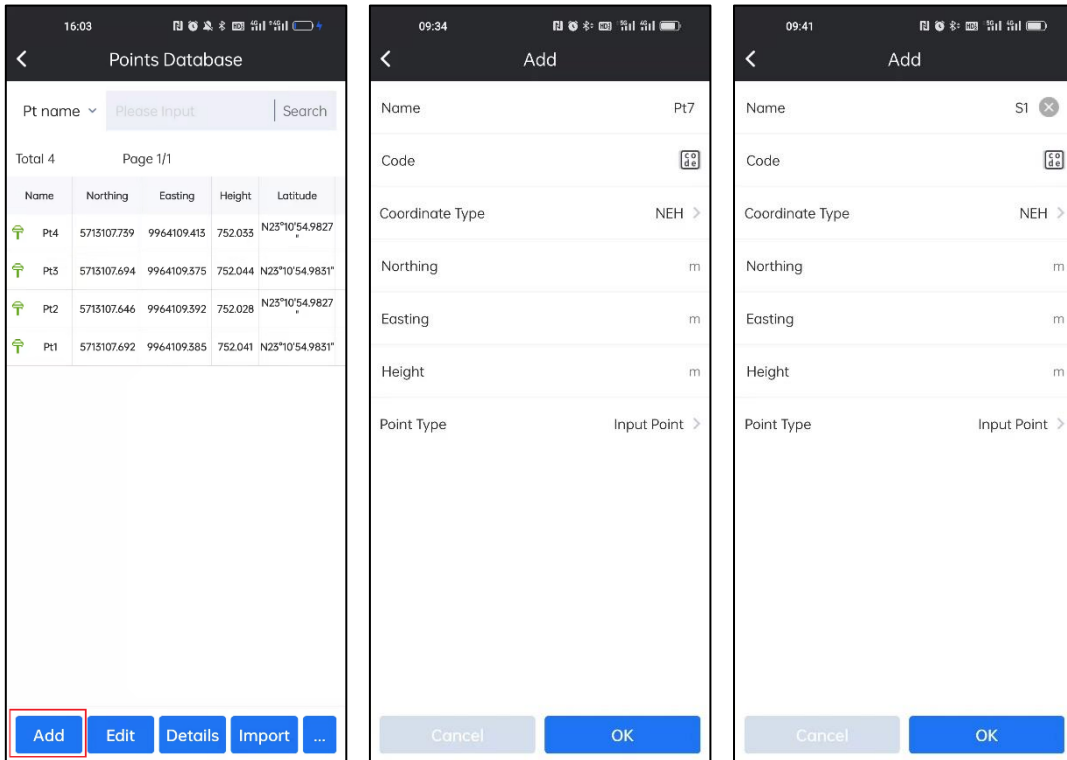 16:03
Points Database
Pt name
Please Input
Search
Total 4 Page 1/1
Name Northing Easting Height Latitude
Pt4 5713107.739 9964109.413 752.033 N23°10'54.9827
"
Pt3 5713107.694 9964109.375 752.044 N23°10'54.9831"
Pt2 5713107.646 9964109.392 752.028 N23°10'54.9827
"
Pt1 5713107.692 9964109.385 752.041 N23°10'54.9831"
Add Edit Details Import ...
09:34
Add
Name Pt7
Code code
Coordinate Type NEH
Northing m
Easting m
Height m
Point Type Input Point
Cancel OK
09:41
Add
Name S1
Code code
Coordinate Type NEH
Northing m
Easting m
Height m
Point Type Input Point
Cancel OK